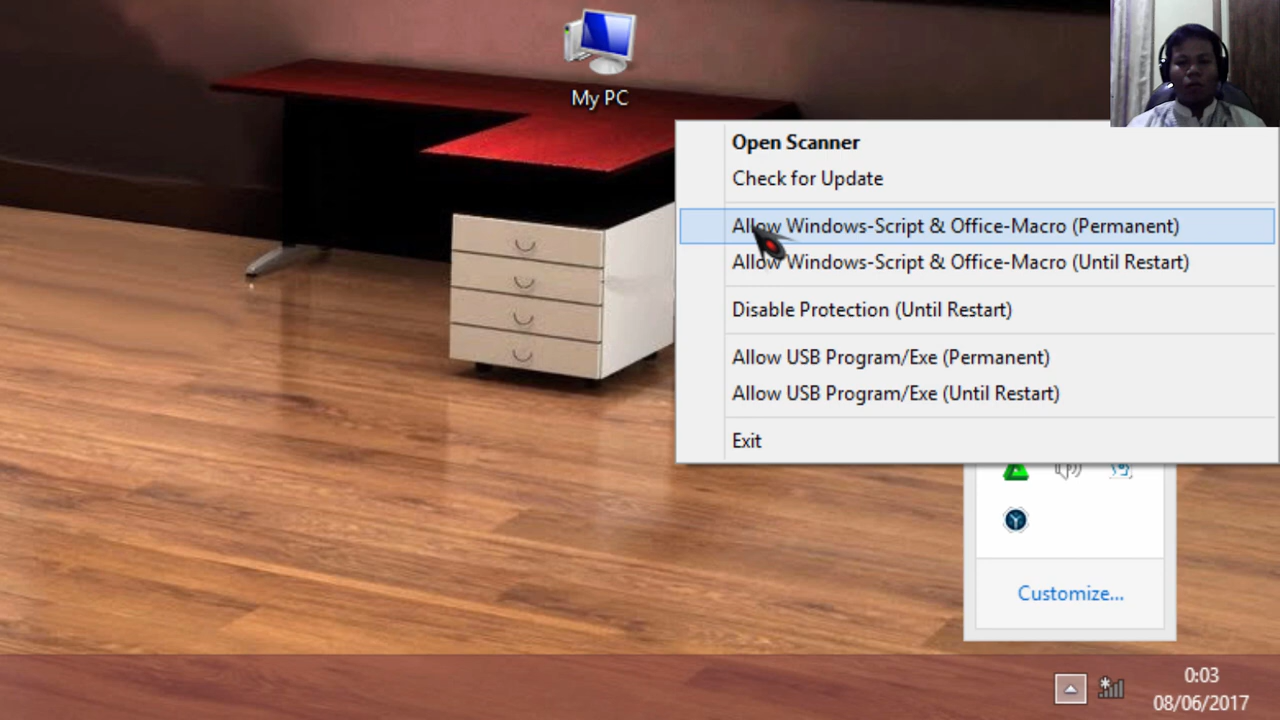 My PC
Open Scanner
Check for Update
Allow Windows-Script & Office-Macro (Permanent)
Allow Windows-Script & Office-Macro (Until Restart)
Disable Protection (Until Restart)
Allow USB Program/Exe (Permanent)
Allow USB Program/Exe (Until Restart)
Exit
Customize...
0:03
08/06/2017